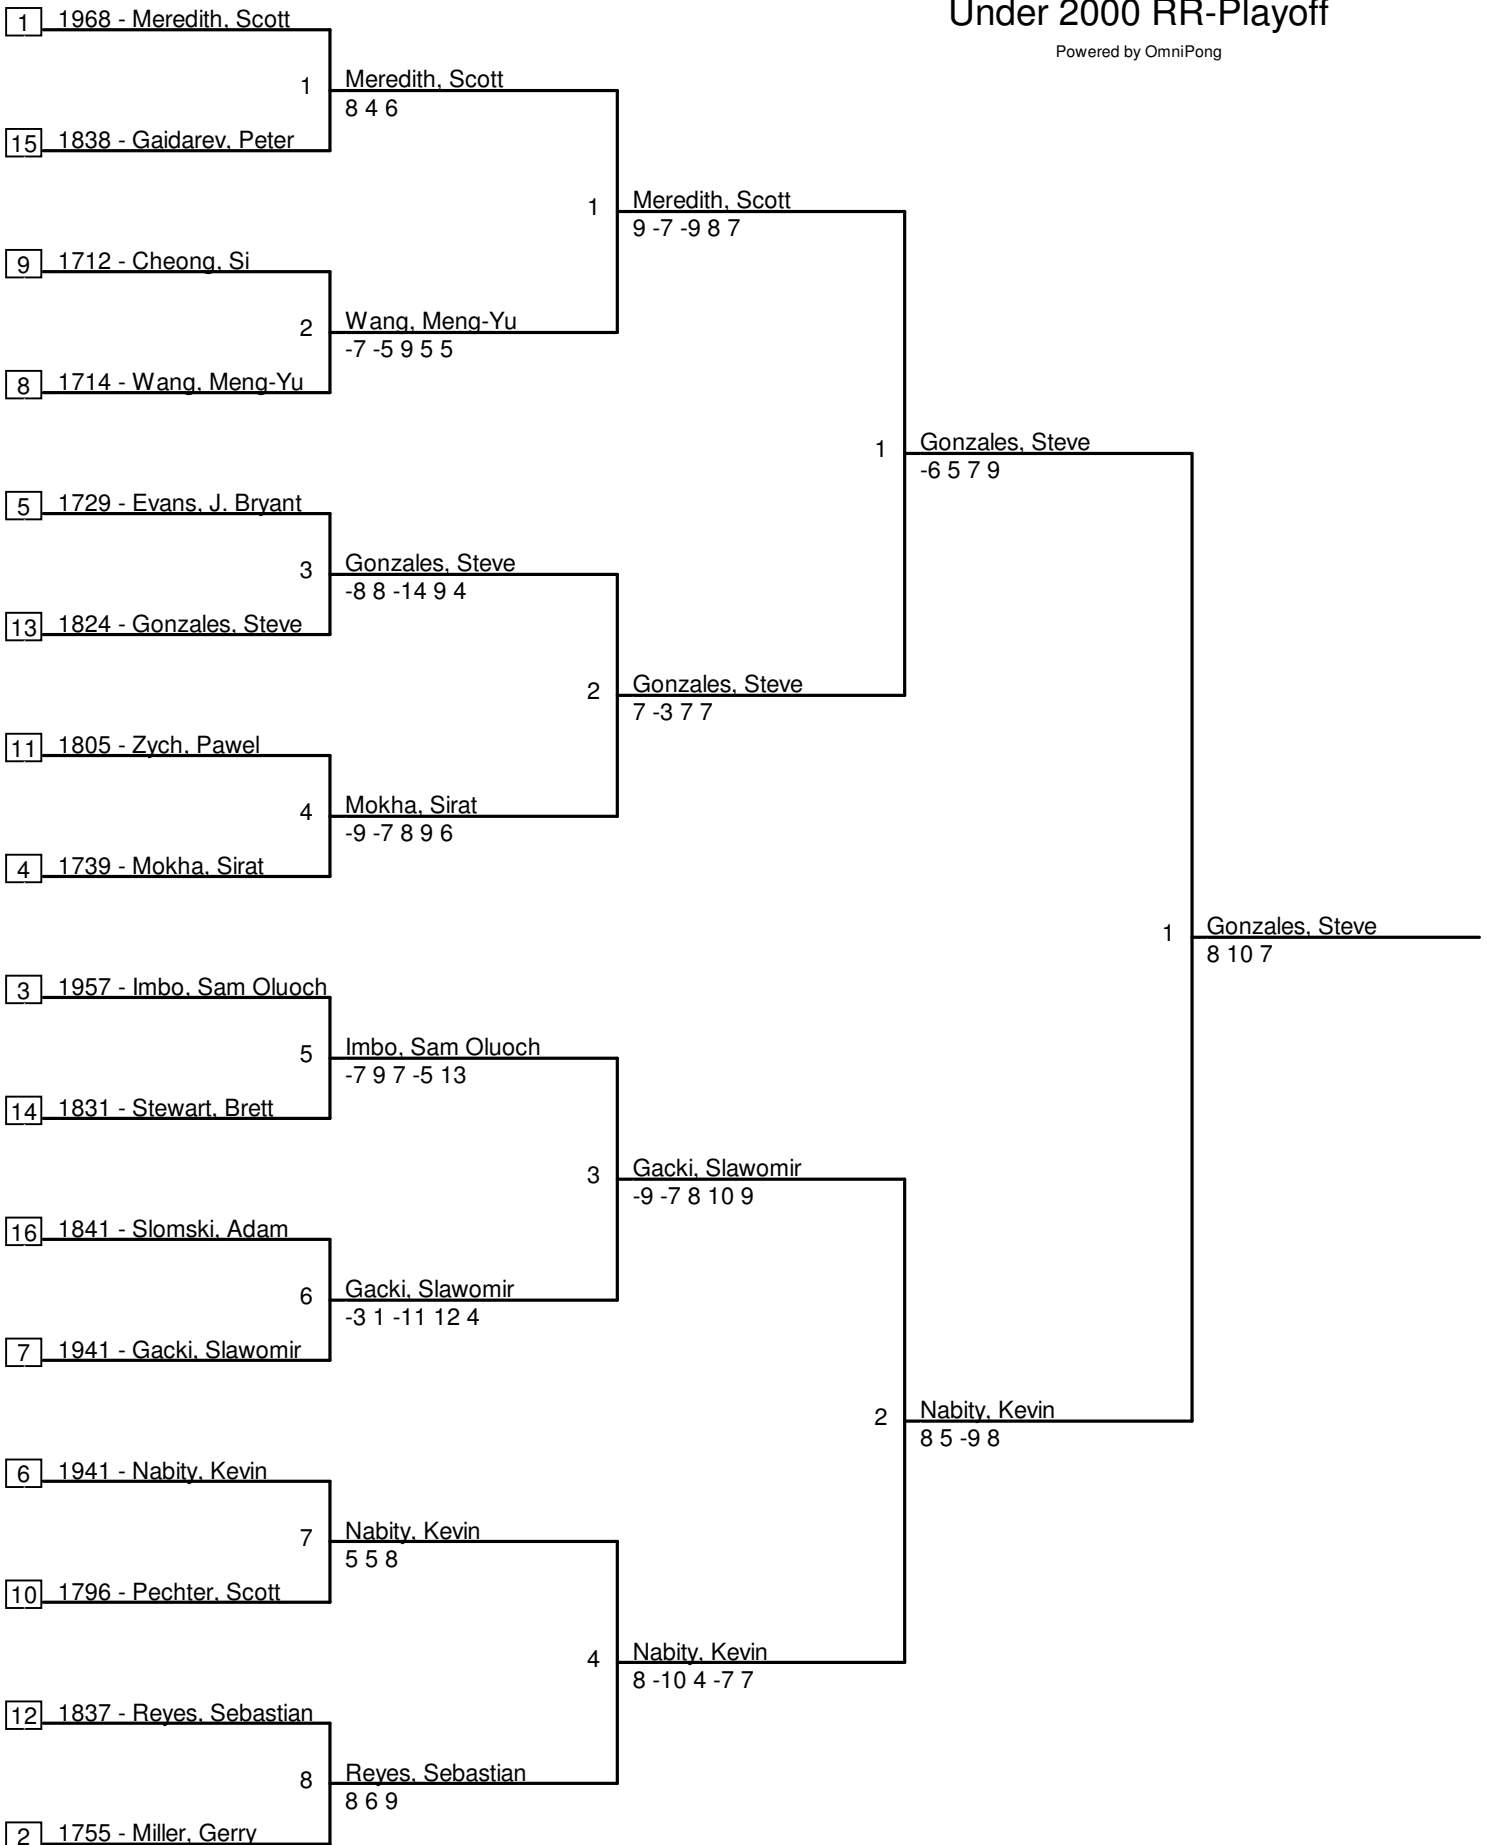 Under 2000 RR-Playoff
Powered by OmniPong
1 1968 - Meredith, Scott
1 Meredith, Scott
8 4 6
15 1838 - Gaidarev, Peter
1 Meredith, Scott
9 -7 -9 8 7
9 1712 - Cheong, Si
2 Wang, Meng-Yu
-7 -5 9 5 5
8 1714 - Wang, Meng-Yu
1 Gonzales, Steve
-6 5 7 9
5 1729 - Evans, J. Bryant
3 Gonzales, Steve
-8 8 -14 9 4
13 1824 - Gonzales, Steve
2 Gonzales, Steve
7 -3 7 7
11 1805 - Zych, Pawel
4 Mokha, Sirat
-9 -7 8 9 6
4 1739 - Mokha, Sirat
1 Gonzales, Steve
8 10 7
3 1957 - Imbo, Sam Oluoch
5 Imbo, Sam Oluoch
-7 9 7 -5 13
14 1831 - Stewart, Brett
3 Gacki, Slawomir
-9 -7 8 10 9
16 1841 - Slomski, Adam
6 Gacki, Slawomir
-3 1 -11 12 4
7 1941 - Gacki, Slawomir
2 Nabity, Kevin
8 5 -9 8
6 1941 - Nabity, Kevin
7 Nabity, Kevin
5 5 8
10 1796 - Pechter, Scott
4 Nabity, Kevin
8 -10 4 -7 7
12 1837 - Reyes, Sebastian
8 Reyes, Sebastian
8 6 9
2 1755 - Miller, Gerry